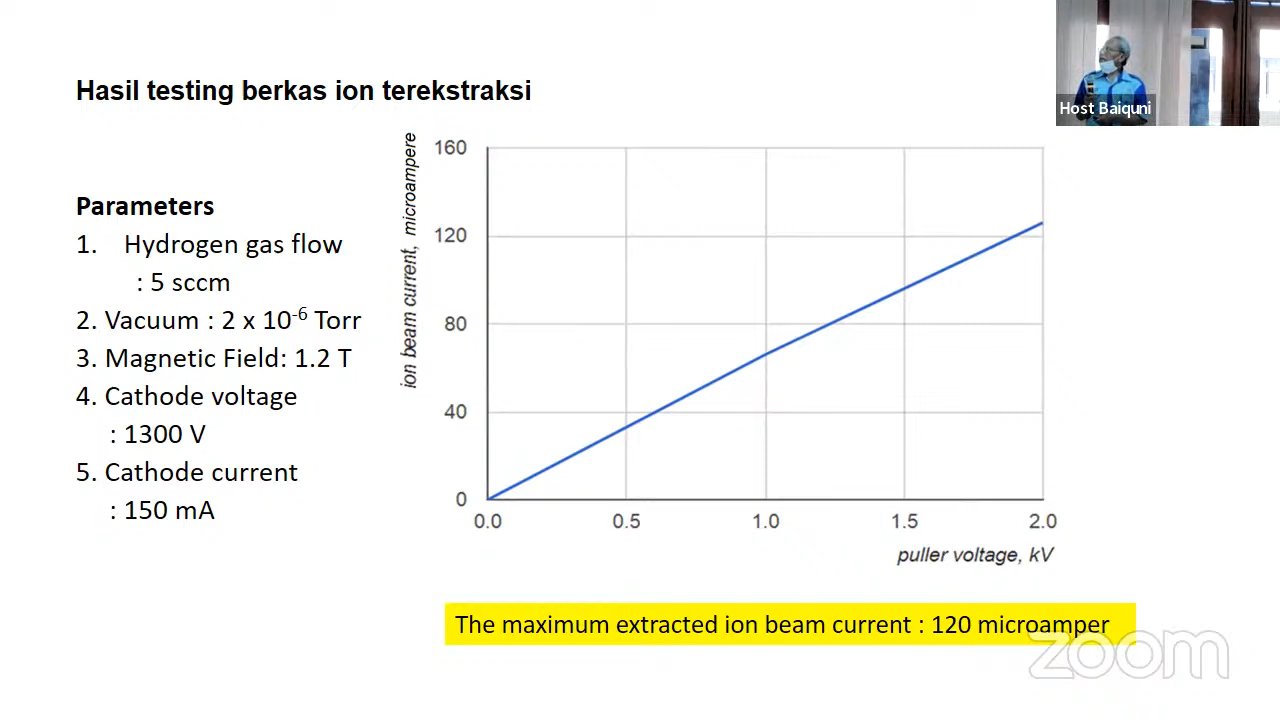 Hasil testing berkas ion terekstraksi
Host Baiquni
Parameters
1. Hydrogen gas flow
: 5 sccm
2. Vacuum : 2 x 10⁻⁶ Torr
3. Magnetic Field: 1.2 T
4. Cathode voltage
: 1300 V
5. Cathode current
: 150 mA
ion beam current, microampere
160
120
80
40
0
0.0 0.5 1.0 1.5 2.0
puller voltage, kV
The maximum extracted ion beam current : 120 microamper
zoom